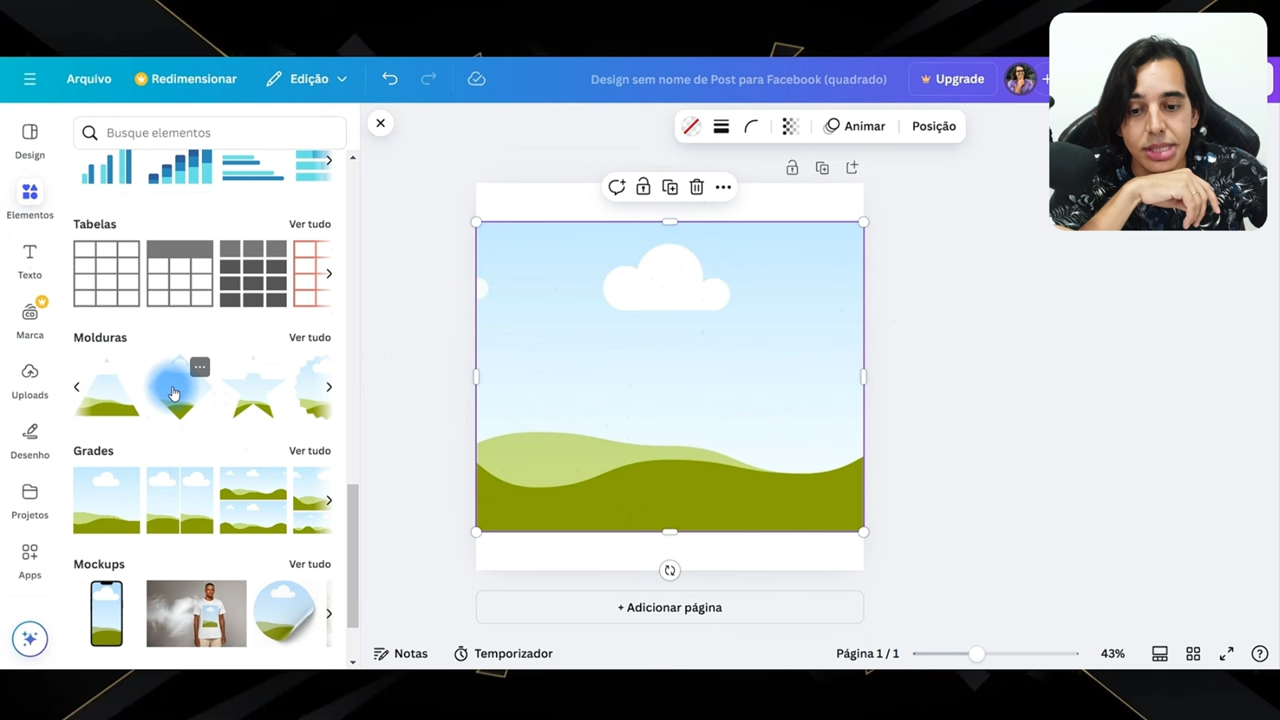 Arquivo
Redimensionar
Edição
Design sem nome de Post para Facebook (quadrado)
Upgrade
Design
Elementos
Texto
Marca
Uploads
Desenho
Projetos
Apps
Busque elementos
Tabelas
Ver tudo
Molduras
Ver tudo
Grades
Ver tudo
Mockups
Ver tudo
Animar
Posição
+ Adicionar página
Notas
Temporizador
Página 1 / 1
43%